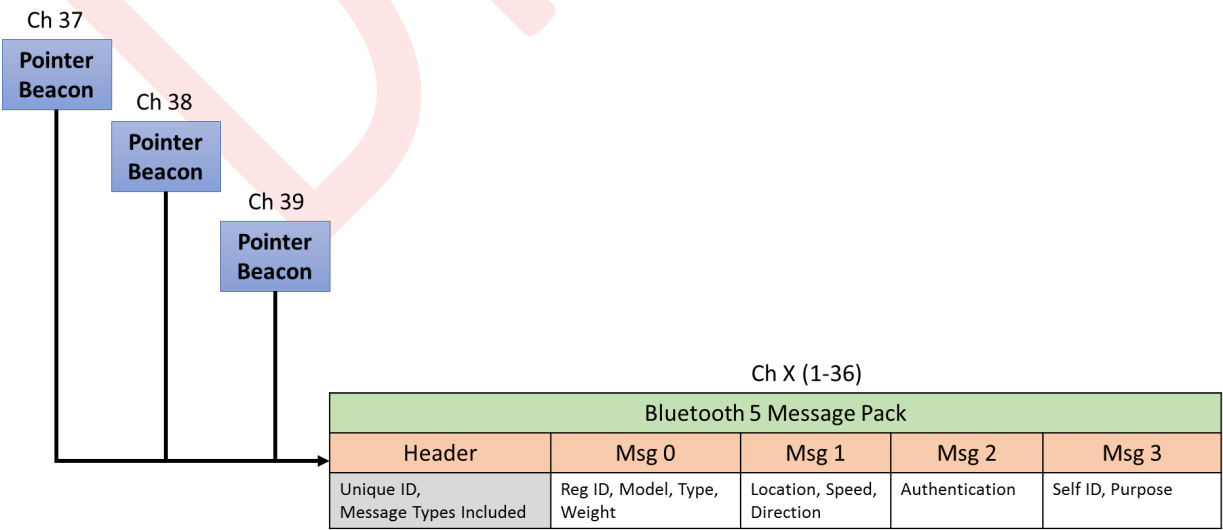 Ch 37
Pointer
Beacon
Ch 38
Pointer
Beacon
Ch 39
Pointer
Beacon
Ch X (1-36)
Bluetooth 5 Message Pack
Header
Msg 0
Msg 1
Msg 2
Msg 3
Unique ID,
Message Types Included
Reg ID, Model, Type,
Weight
Location, Speed,
Direction
Authentication
Self ID, Purpose